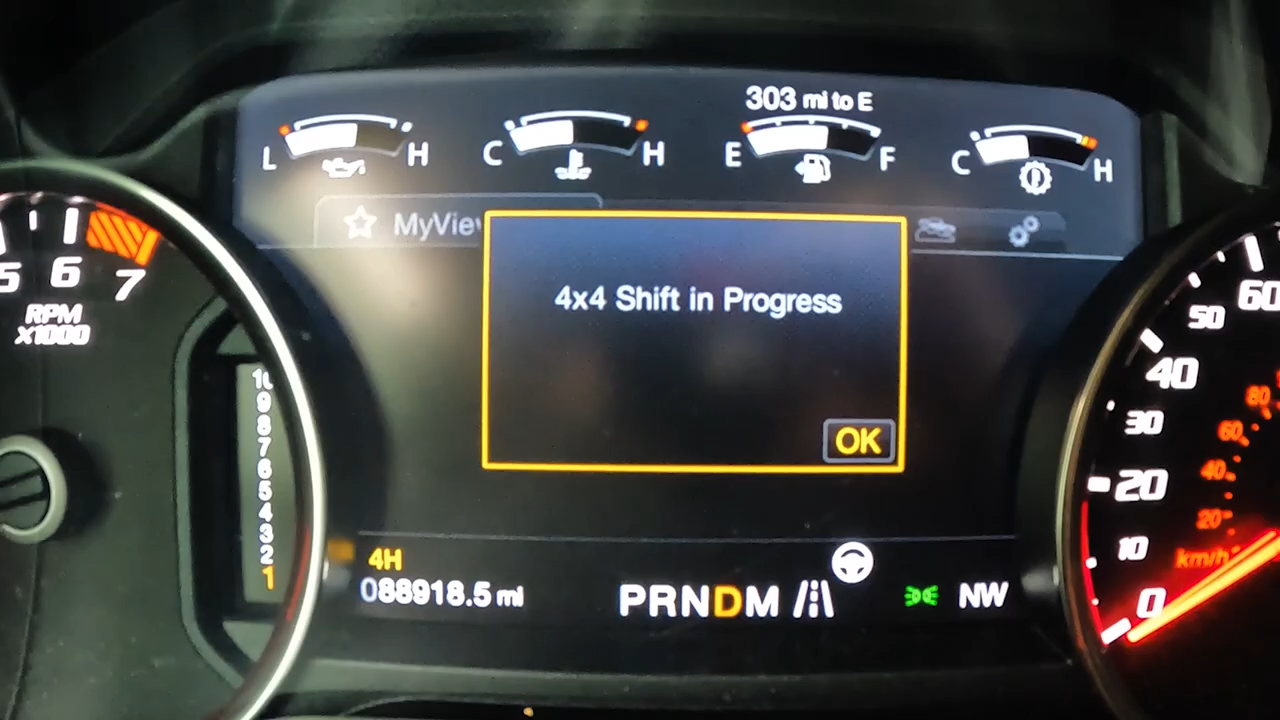 303 mi to E
L H C H E F C H
MyView
4x4 Shift in Progress
OK
5 6 7
RPM
X1000
10
9
8
7
6
5
4
3
2
1
4H
088918.5 mi
PRNDM
NW
60
50
40
30
20
10
0
80
60
40
20
km/h